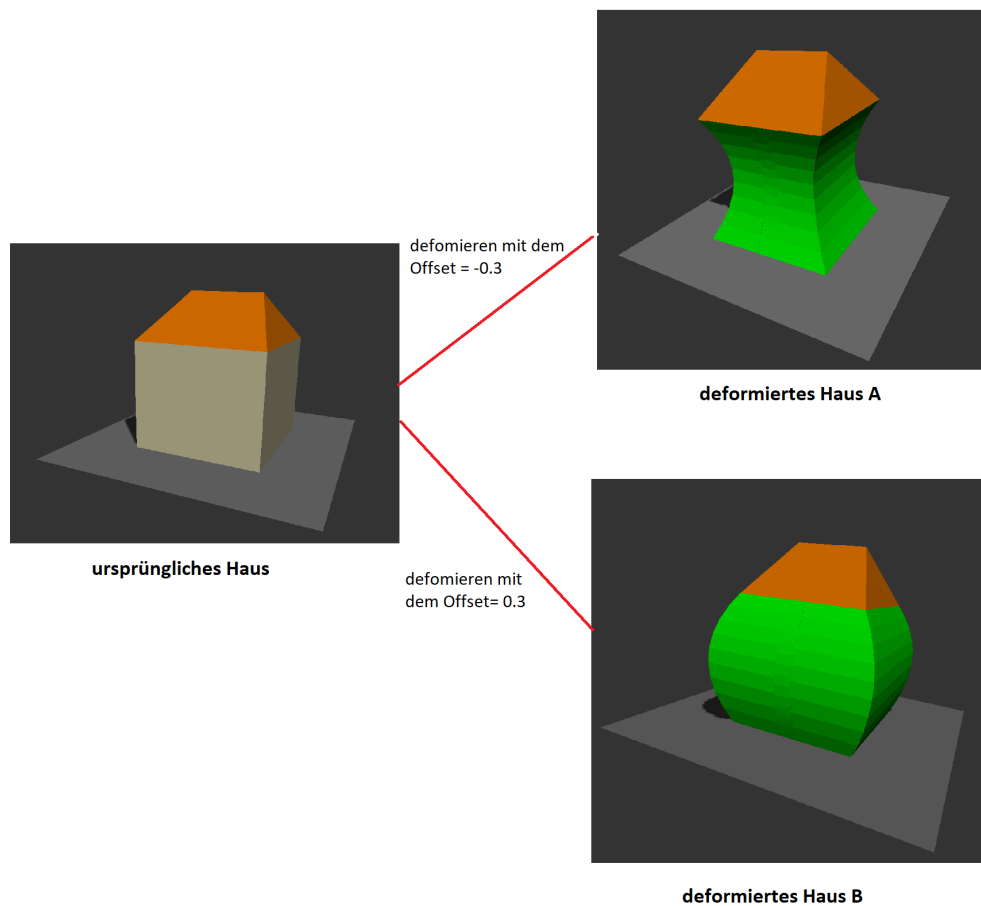 defomieren mit dem
Offset = -0.3
deformiertes Haus A
ursprüngliches Haus
defomieren mit
dem Offset= 0.3
deformiertes Haus B